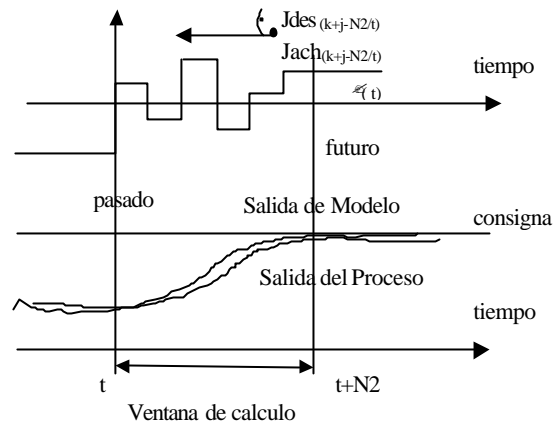 Jdes(k+j-N2/t)
Jach(k+j-N2/t)
tiempo
(t)
futuro
pasado
Salida de Modelo
consigna
Salida del Proceso
tiempo
t
t+N2
Ventana de calculo